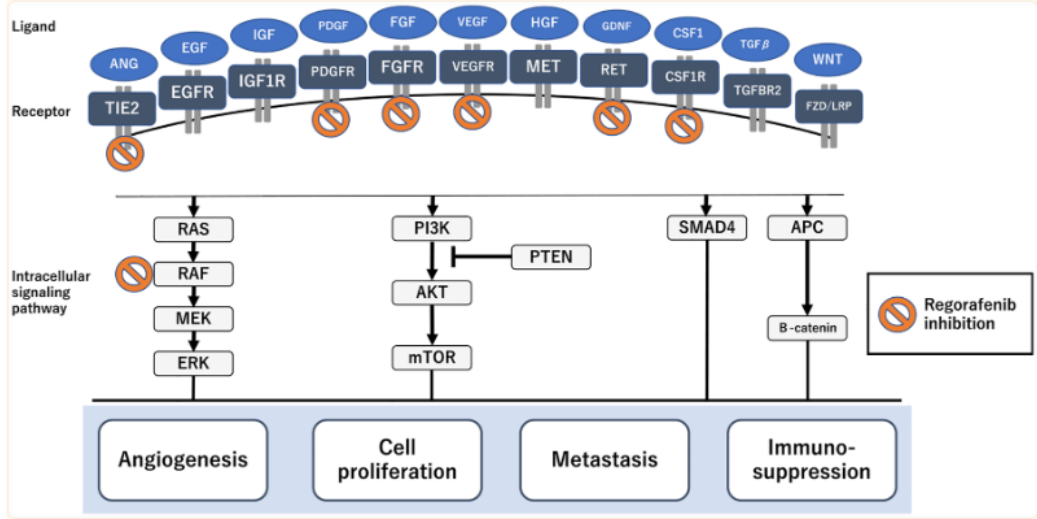 Ligand
ANG
EGF
IGF
PDGF
FGF
VEGF
HGF
GDNF
CSF1
TGFβ
WNT
Receptor
TIE2
EGFR
IGF1R
PDGFR
FGFR
VEGFR
MET
RET
CSF1R
TGFBR2
FZD/LRP
Intracellular
signaling
pathway
RAS
RAF
MEK
ERK
PI3K
PTEN
AKT
mTOR
SMAD4
APC
B-catenin
Regorafenib
inhibition
Angiogenesis
Cell
proliferation
Metastasis
Immuno-
suppression